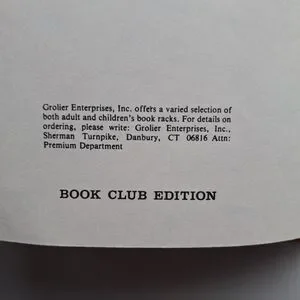 Grolier Enterprises, Inc. offers a varied selection of
both adult and children's book racks. For details on
ordering, please write: Grolier Enterprises, Inc.,
Sherman Turnpike, Danbury, CT 06816 Attn:
Premium Department
BOOK CLUB EDITION